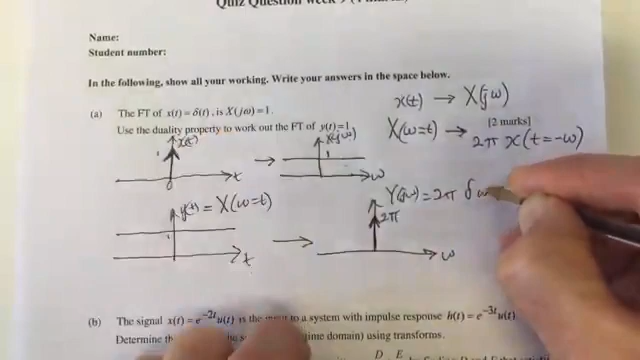 Quiz Question week
Name:
Student number:
In the following, show all your working. Write your answers in the space below.
x(t) → X(jω)
(a) The FT of x(t) = δ(t), is X(jω) = 1.
[2 marks]
Use the duality property to work out the FT of y(t) = 1.
X(ω=t) → 2π x(t=-ω)
x(t)
1
0
t
→
X(jω)
1
ω
y(t) = X(ω=t)
1
t
→
Y(jω) = 2π δ ω
2π
ω
(b) The signal x(t) = e^{-2t}u(t) is the input to a system with impulse response h(t) = e^{-3t}u(t)
Determine the time domain) using transforms.
D E